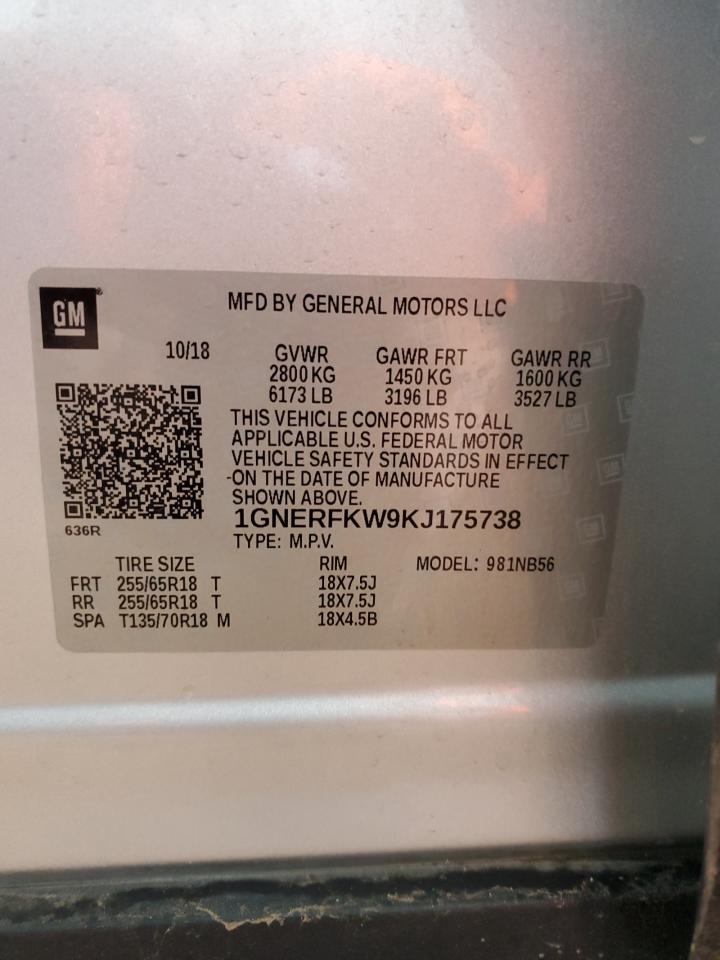 GM®
MFD BY GENERAL MOTORS LLC
10/18 GVWR GAWR FRT GAWR RR
2800 KG 1450 KG 1600 KG
6173 LB 3196 LB 3527 LB
THIS VEHICLE CONFORMS TO ALL
APPLICABLE U.S. FEDERAL MOTOR
VEHICLE SAFETY STANDARDS IN EFFECT
ON THE DATE OF MANUFACTURE
SHOWN ABOVE.
636R
1GNERFKW9KJ175738
TYPE: M.P.V.
TIRE SIZE RIM MODEL: 981NB56
FRT 255/65R18 T 18X7.5J
RR 255/65R18 T 18X7.5J
SPA T135/70R18 M 18X4.5B